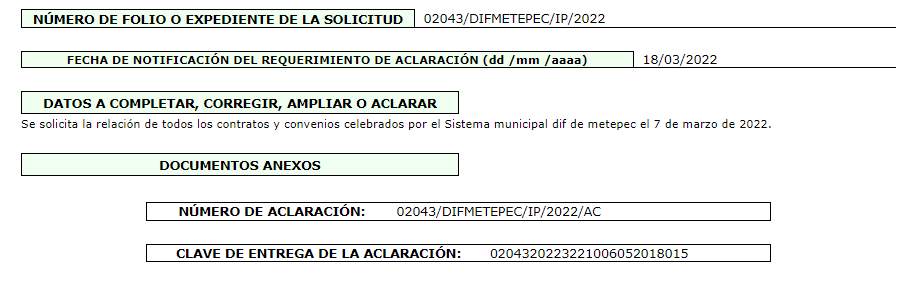 NÚMERO DE FOLIO O EXPEDIENTE DE LA SOLICITUD 02043/DIFMETEPEC/IP/2022
FECHA DE NOTIFICACIÓN DEL REQUERIMIENTO DE ACLARACIÓN (dd /mm /aaaa) 18/03/2022
DATOS A COMPLETAR, CORREGIR, AMPLIAR O ACLARAR
Se solicita la relación de todos los contratos y convenios celebrados por el Sistema municipal dif de metepec el 7 de marzo de 2022.
DOCUMENTOS ANEXOS
NÚMERO DE ACLARACIÓN: 02043/DIFMETEPEC/IP/2022/AC
CLAVE DE ENTREGA DE LA ACLARACIÓN: 0204320223221006052018015